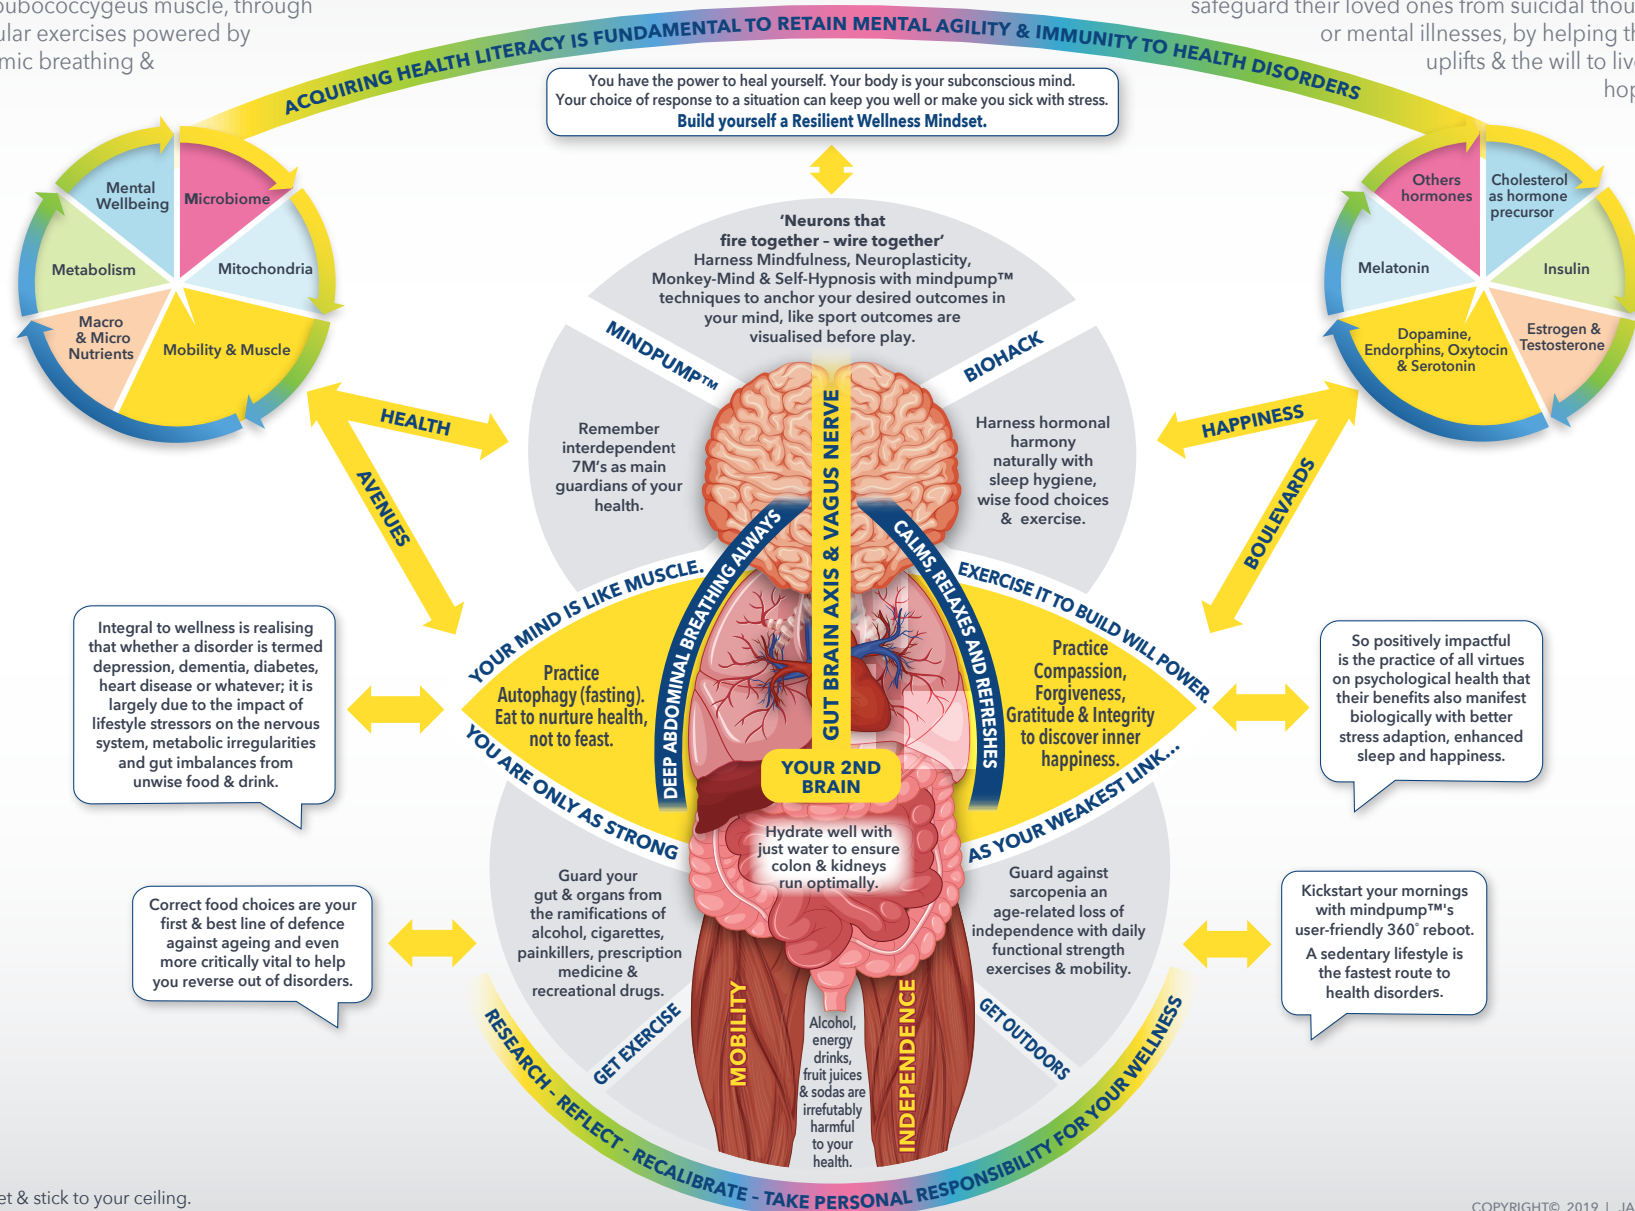 pubococcygeus muscle, through
ular exercises powered by
mic breathing &
safeguard their loved ones from suicidal
or mental illnesses, by helping
uplifts & the will to
ACQUIRING HEALTH LITERACY IS FUNDAMENTAL TO RETAIN MENTAL AGILITY & IMMUNITY TO HEALTH DISORDERS
You have the power to heal yourself. Your body is your subconscious mind.
Your choice of response to a situation can keep you well or make you sick with stress.
Build yourself a Resilient Wellness Mindset.
Mental
Wellbeing
Microbiome
Metabolism
Mitochondria
Macro
& Micro
Nutrients
Mobility & Muscle
Others
hormones
Cholesterol
as hormone
precursor
Melatonin
Insulin
Dopamine,
Endorphins, Oxytocin
& Serotonin
Estrogen &
Testosterone
‘Neurons that
fire together – wire together’
Harness Mindfulness, Neuroplasticity,
Monkey-Mind & Self-Hypnosis with mindpump™
techniques to anchor your desired outcomes in
your mind, like sport outcomes are
visualised before play.
MINDPUMP™
BIOHACK
HEALTH
AVENUES
HAPPINESS
BOULEVARDS
Remember
interdependent
7M's as main
guardians of your
health.
Harness hormonal
harmony
naturally with
sleep hygiene,
wise food choices
& exercise.
GUT BRAIN AXIS & VAGUS NERVE
DEEP ABDOMINAL BREATHING ALWAYS
CALMS, RELAXES AND REFRESHES
YOUR MIND IS LIKE MUSCLE.
EXERCISE IT TO BUILD WILL POWER.
Integral to wellness is realising
that whether a disorder is termed
depression, dementia, diabetes,
heart disease or whatever; it is
largely due to the impact of
lifestyle stressors on the nervous
system, metabolic irregularities
and gut imbalances from
unwise food & drink.
Practice
Autophagy (fasting).
Eat to nurture health,
not to feast.
Practice
Compassion,
Forgiveness,
Gratitude & Integrity
to discover inner
happiness.
So positively impactful
is the practice of all virtues
on psychological health that
their benefits also manifest
biologically with better
stress adaption, enhanced
sleep and happiness.
YOU ARE ONLY AS STRONG
AS YOUR WEAKEST LINK...
YOUR 2ND
BRAIN
Hydrate well with
just water to ensure
colon & kidneys
run optimally.
Correct food choices are your
first & best line of defence
against ageing and even
more critically vital to help
you reverse out of disorders.
Guard your
gut & organs from
the ramifications of
alcohol, cigarettes,
painkillers, prescription
medicine &
recreational drugs.
Guard against
sarcopenia an
age-related loss of
independence with daily
functional strength
exercises & mobility.
Kickstart your mornings
with mindpump™'s
user-friendly 360° reboot.
A sedentary lifestyle is
the fastest route to
health disorders.
GET EXERCISE
MOBILITY
INDEPENDENCE
GET OUTDOORS
Alcohol,
energy
drinks,
fruit juices
& sodas are
irrefutably
harmful
to your
health.
RESEARCH – REFLECT – RECALIBRATE – TAKE PERSONAL RESPONSIBILITY FOR YOUR WELLNESS
et & stick to your ceiling.
COPYRIGHT© 2019 | JA